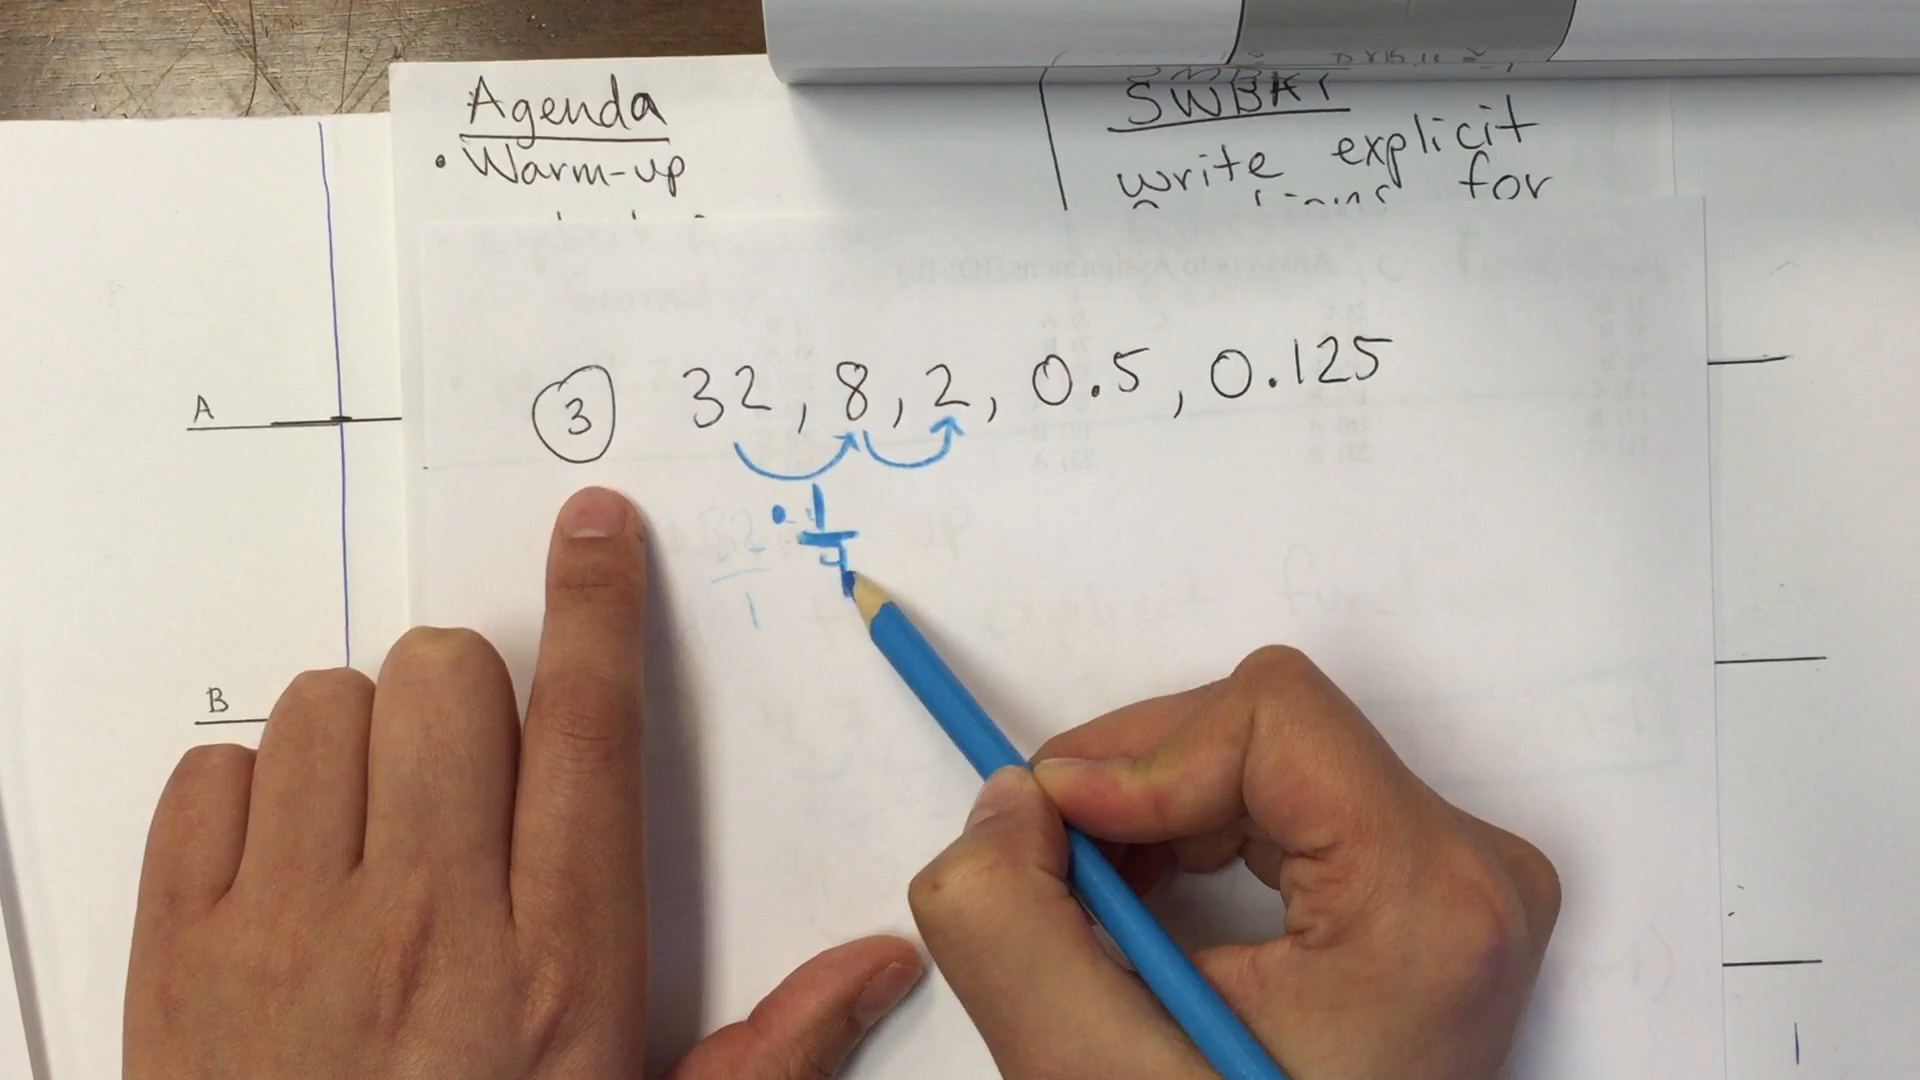 Agenda
• Warm-up
SWBAT
write explicit
for
A
B
③ 32, 8, 2, 0.5, 0.125
· 1/4
32
1